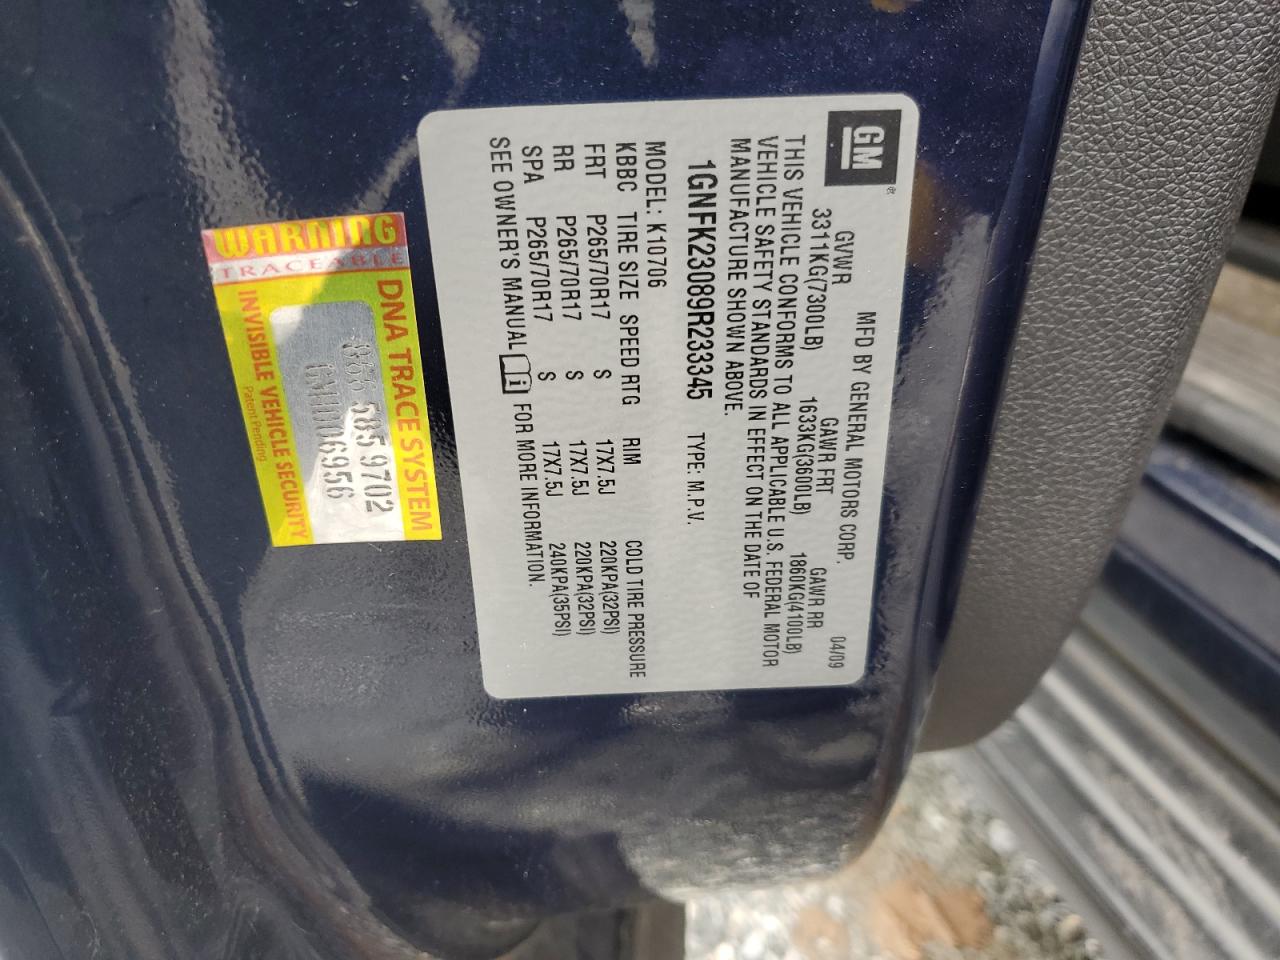 GM®
MFD BY GENERAL MOTORS CORP. 04/09
GVWR GAWR FRT GAWR RR
3311KG(7300LB) 1633KG(3600LB) 1860KG(4100LB)
THIS VEHICLE CONFORMS TO ALL APPLICABLE U.S. FEDERAL MOTOR
VEHICLE SAFETY STANDARDS IN EFFECT ON THE DATE OF
MANUFACTURE SHOWN ABOVE.
1GNFK23089R233345 TYPE: M.P.V.
MODEL: K10706
KBBC TIRE SIZE SPEED RTG RIM COLD TIRE PRESSURE
FRT P265/70R17 S 17X7.5J 220KPA(32PSI)
RR P265/70R17 S 17X7.5J 220KPA(32PSI)
SPA P265/70R17 S 17X7.5J 240KPA(35PSI)
SEE OWNER'S MANUAL i FOR MORE INFORMATION.
WARNING
TRACEABLE
DNA TRACE SYSTEM
855 585 9702
INVISIBLE VEHICLE SECURITY
Patent Pending